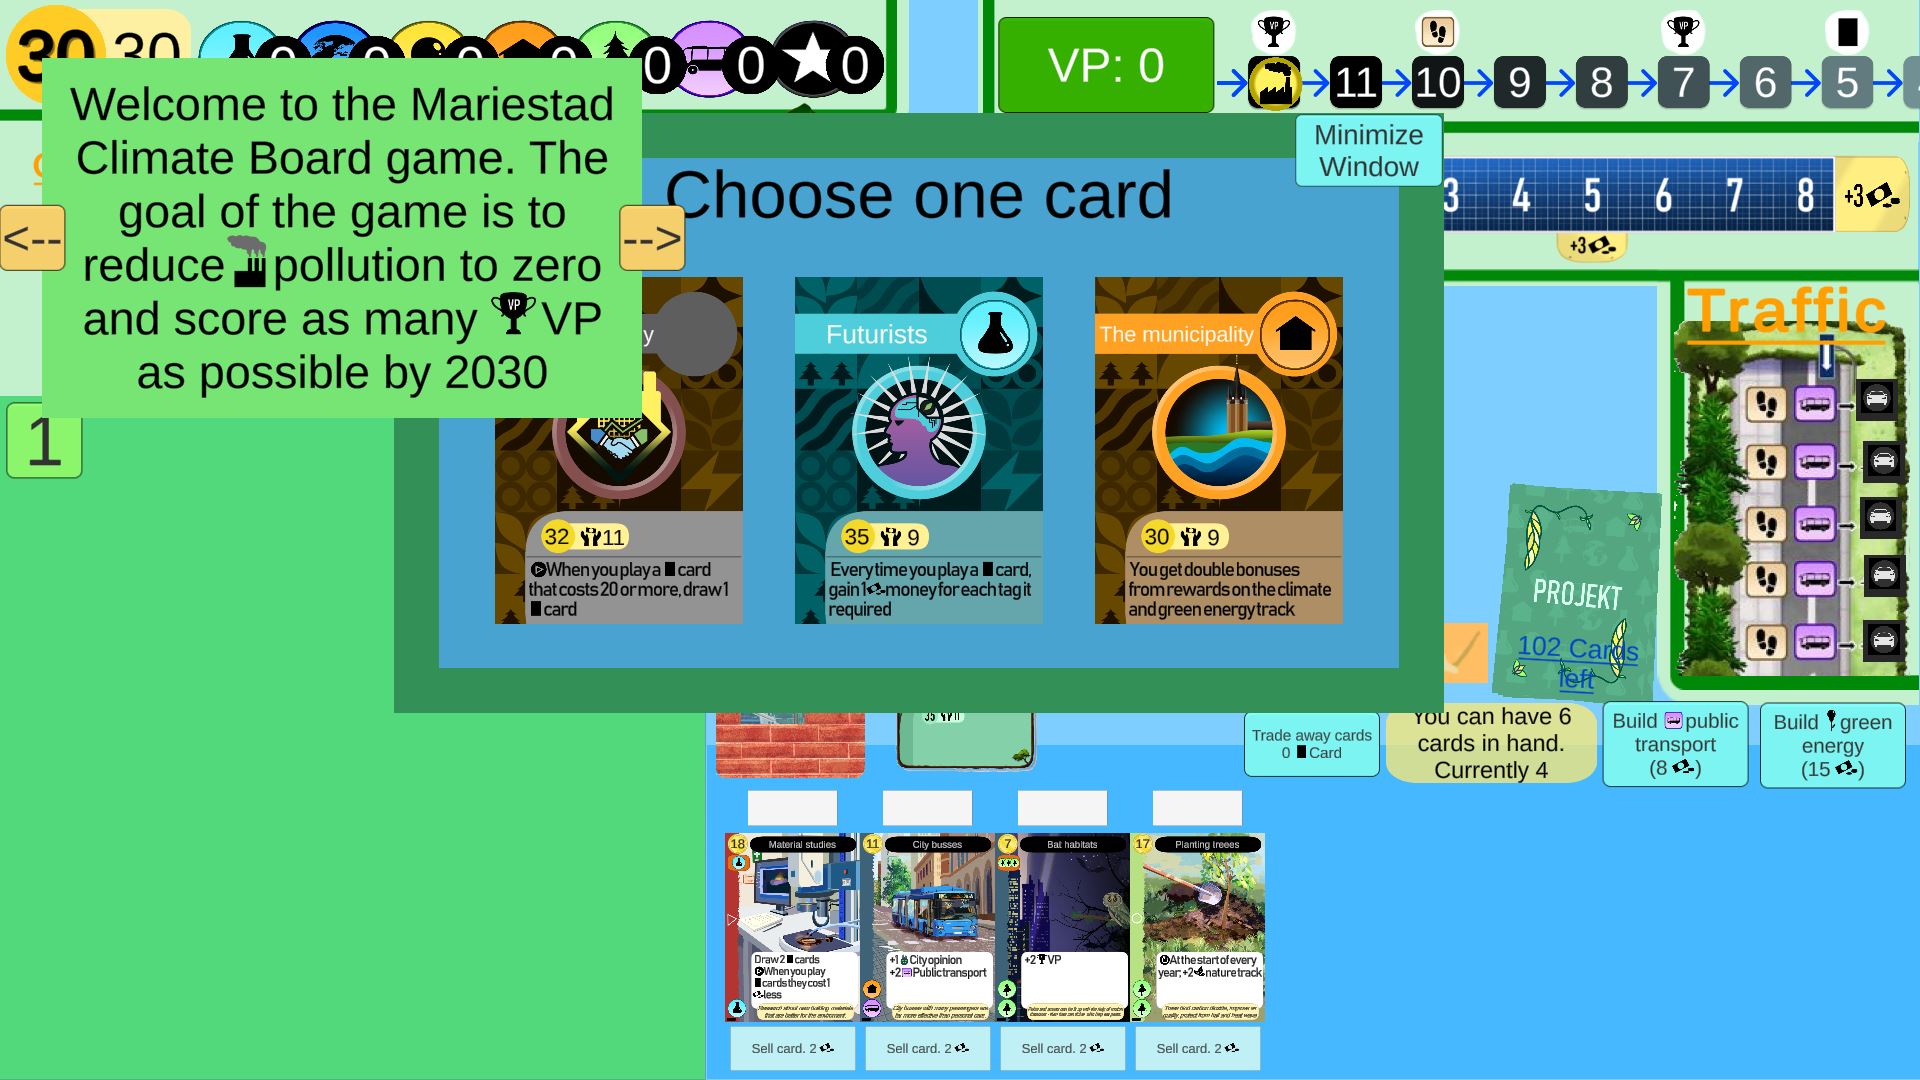 30
30
0
0
0
0
0
0
0
VP: 0
VP
VP
11
10
9
8
7
6
5
Welcome to the Mariestad
Climate Board game. The
goal of the game is to
reduce pollution to zero
and score as many VP
as possible by 2030
<--
-->
Choose one card
Minimize
Window
3
4
5
6
7
8
+3
+3
1
y
32
11
When you play a card
that costs 20 or more, draw 1
card
Futurists
35
9
Every time you play a card,
gain 1 money for each tag it
required
The municipality
30
9
You get double bonuses
from rewards on the climate
and green energy track
Traffic
PROJEKT
102 Cards
left
Trade away cards
0 Card
You can have 6
cards in hand.
Currently 4
Build public
transport
(8 )
Build green
energy
(15 )
18
Material studies
Draw 2 cards
When you play
cards they cost 1
less
11
City busses
+1 City opinion
+2 Public transport
7
Bat habitats
+2 VP
17
Planting treees
At the start of every
year; +2 nature track
Sell card. 2
Sell card. 2
Sell card. 2
Sell card. 2